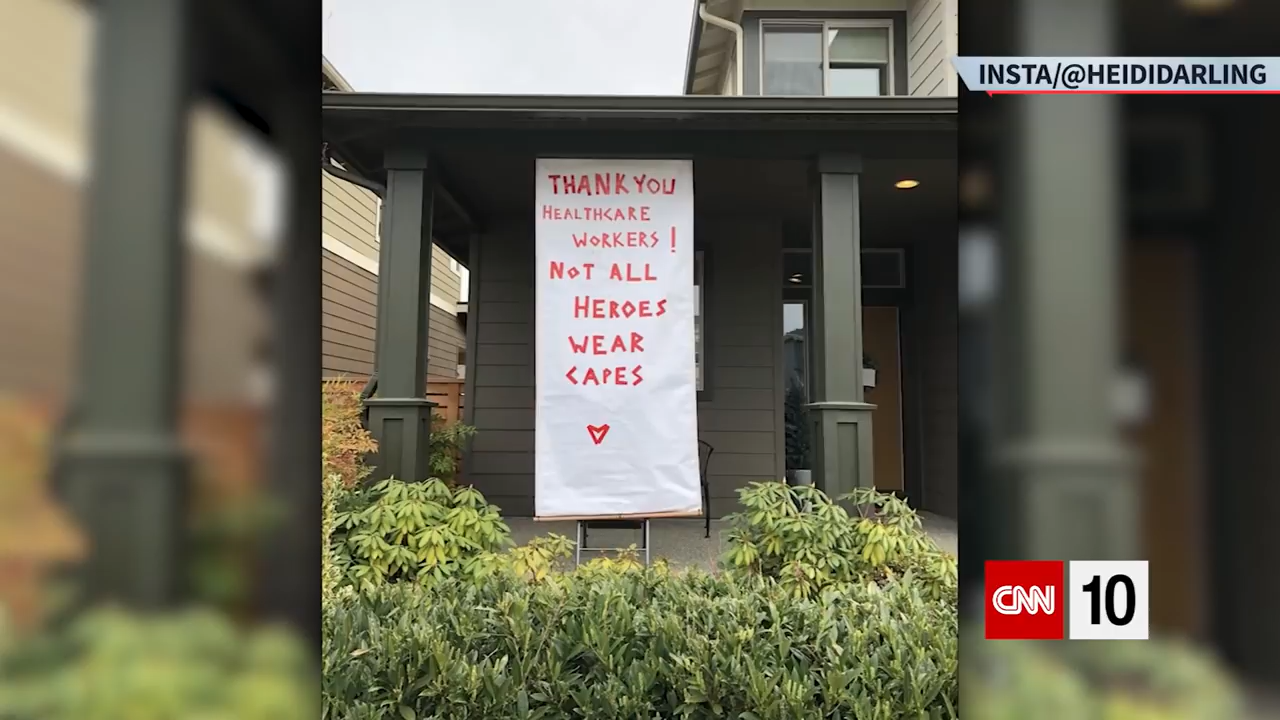 INSTA/@HEIDIDARLING
THANK YOU
HEALTHCARE
WORKERS!
NOT ALL
HEROES
WEAR
CAPES
CNN 10